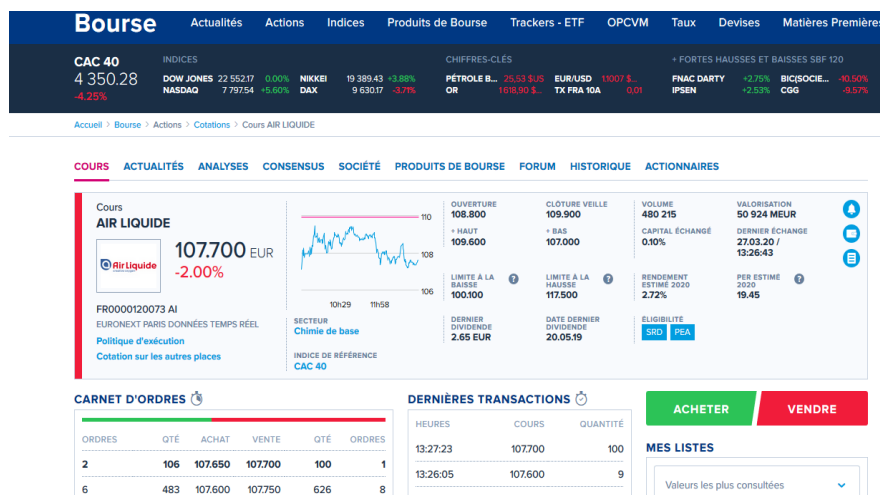 Bourse Actualités Actions Indices Produits de Bourse Trackers - ETF OPCVM Taux Devises Matières Premières
CAC 40
4 350.28
-4.25%
INDICES
DOW JONES 22 552.17 0.00% NIKKEI 19 389.43 +3.88%
NASDAQ 7 797.54 +5.60% DAX 9 630.17 -3.71%
CHIFFRES-CLÉS
PÉTROLE B... 25,53 $US EUR/USD 1.1007 $...
OR 1 618,90 $... TX FRA 10A 0,01
+ FORTES HAUSSES ET BAISSES SBF 120
FNAC DARTY +2.75% BIC(SOCIE... -10.50%
IPSEN +2.53% CGG -9.57%
Accueil > Bourse > Actions > Cotations > Cours AIR LIQUIDE
COURS ACTUALITÉS ANALYSES CONSENSUS SOCIÉTÉ PRODUITS DE BOURSE FORUM HISTORIQUE ACTIONNAIRES
Cours
AIR LIQUIDE
Air Liquide
107.700 EUR
-2.00%
FR0000120073 AI
EURONEXT PARIS DONNÉES TEMPS RÉEL
Politique d'exécution
Cotation sur les autres places
110
108
106
10h29 11h58
SECTEUR
Chimie de base
INDICE DE RÉFÉRENCE
CAC 40
OUVERTURE CLÔTURE VEILLE VOLUME VALORISATION
108.800 109.900 480 215 50 924 MEUR
+ HAUT + BAS CAPITAL ÉCHANGÉ DERNIER ÉCHANGE
109.600 107.000 0.10% 27.03.20 /
13:26:43
LIMITE À LA
BAISSE
100.100
LIMITE À LA
HAUSSE
117.500
RENDEMENT
ESTIMÉ 2020
2.72%
PER ESTIMÉ
2020
19.45
DERNIER
DIVIDENDE
2.65 EUR
DATE DERNIER
DIVIDENDE
20.05.19
ÉLIGIBILITÉ
SRD PEA
CARNET D'ORDRES
ORDRES QTÉ ACHAT VENTE QTÉ ORDRES
2 106 107.650 107.700 100 1
6 483 107.600 107.750 626 8
DERNIÈRES TRANSACTIONS
HEURES COURS QUANTITÉ
13:27:23 107.700 100
13:26:05 107.600 9
ACHETER VENDRE
MES LISTES
Valeurs les plus consultées